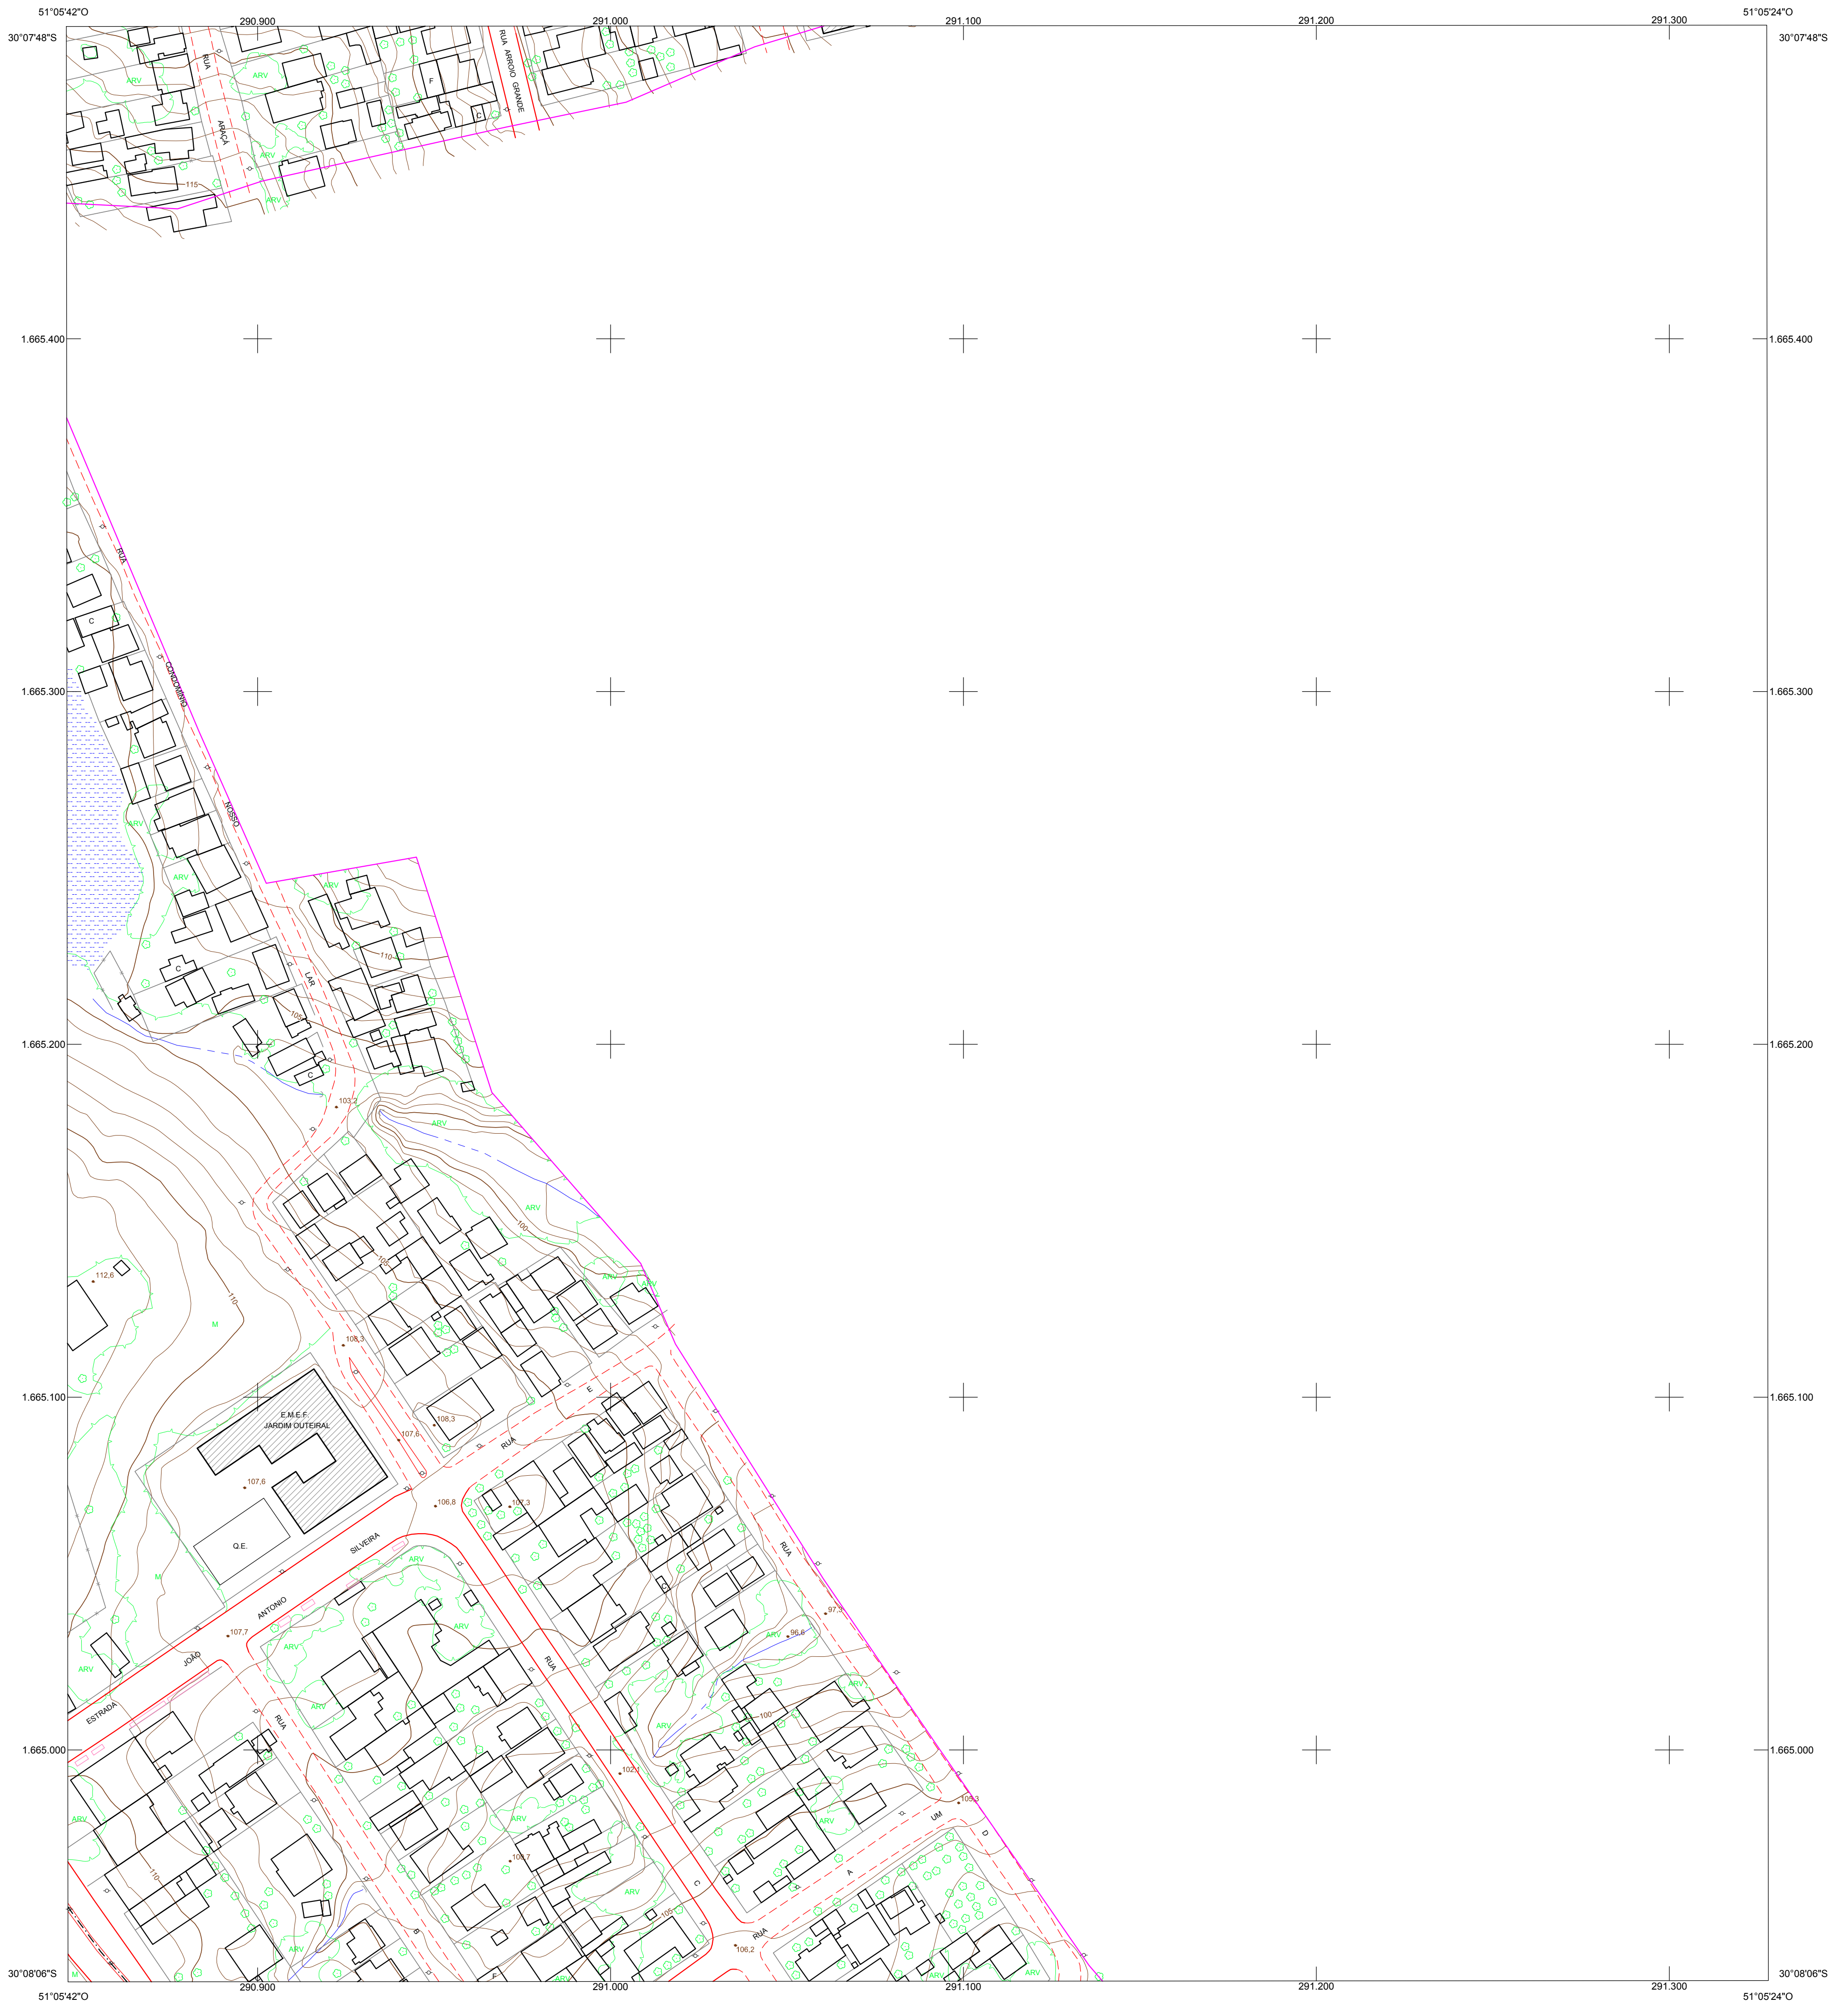 51°05'42"O
51°05'24"O
290.900
291.000
291.100
291.200
291.300
30°07'48"S
30°07'48"S
RUA
RUA ARROIO GRANDE
ARV
ARV
F
C
ARAÇÁ
ARV
115
ARV
1.665.400
1.665.400
RUA
C
CONDOMÍNIO
1.665.300
1.665.300
NOSSO
ARV
ARV
ARV
110
C
LAR
105
1.665.200
1.665.200
C
103,2
ARV
ARV
100
105
112,6
ARV
ARV
110
M
108,3
1.665.100
1.665.100
E
E.M.E.F.
JARDIM OUTEIRAL
108,3
107,6
RUA
107,6
106,8
107,3
Q.E.
SILVEIRA
RUA
ARV
M
C
ANTONIO
97,3
ARV
107,7
ARV
96,6
ARV
JOÃO
RUA
ARV
ARV
ARV
ESTRADA
RUA
ARV
100
1.665.000
1.665.000
102,1
105,3
ARV
ARV
ARV
UM
D
106,7
110
A
C
ARV
105
B
RUA
ARV
106,2
M
F
ARV
ARV
ARV
30°08'06"S
30°08'06"S
290.900
291.000
291.100
291.200
291.300
51°05'42"O
51°05'24"O